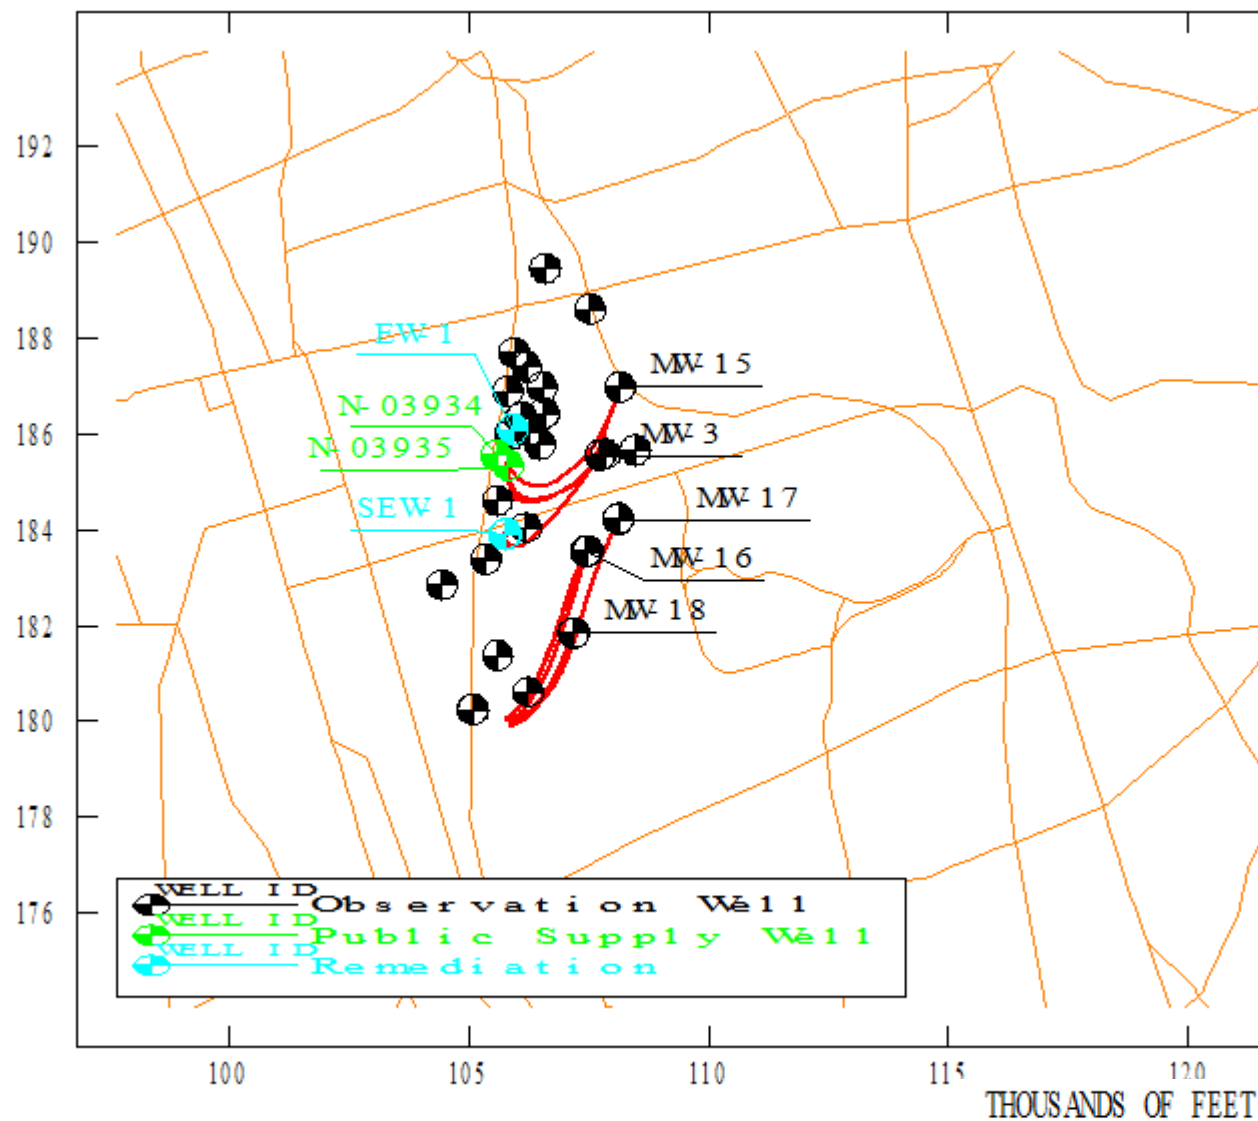 192
190
188
186
184
182
180
178
176
EW-1
N-03934
N-03935
SEW-1
MW-15
MW-3
MW-17
MW-16
MW-18
WELL ID
Observation Well
WELL ID
Public Supply Well
WELL ID
Remediation
100 105 110 115 120
THOUSANDS OF FEET